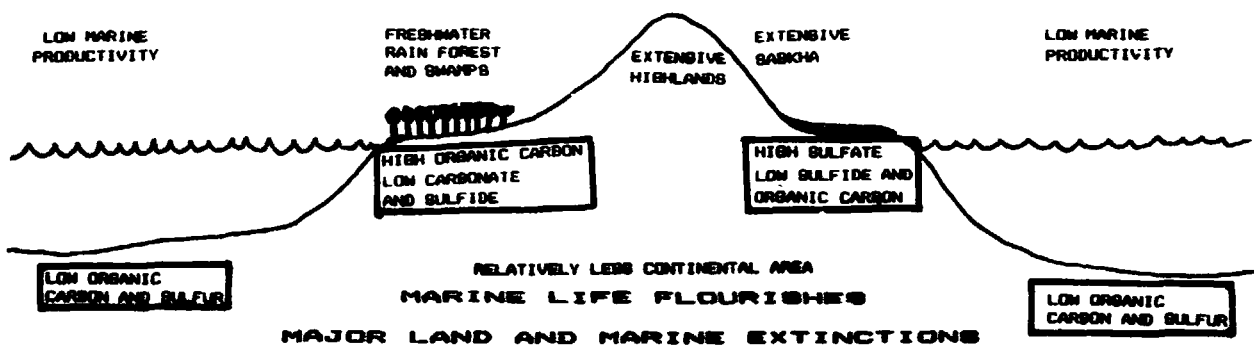 LOW MARINE
PRODUCTIVITY
FRESHWATER
RAIN FOREST
AND SWAMPS
EXTENSIVE
HIGHLANDS
EXTENSIVE
SABKHA
LOW MARINE
PRODUCTIVITY
HIGH ORGANIC CARBON
LOW CARBONATE
AND SULFIDE
HIGH SULFATE
LOW SULFIDE AND
ORGANIC CARBON
LOW ORGANIC
CARBON AND SULFUR
RELATIVELY LESS CONTINENTAL AREA
MARINE LIFE FLOURISHES
MAJOR LAND AND MARINE EXTINCTIONS
LOW ORGANIC
CARBON AND SULFUR